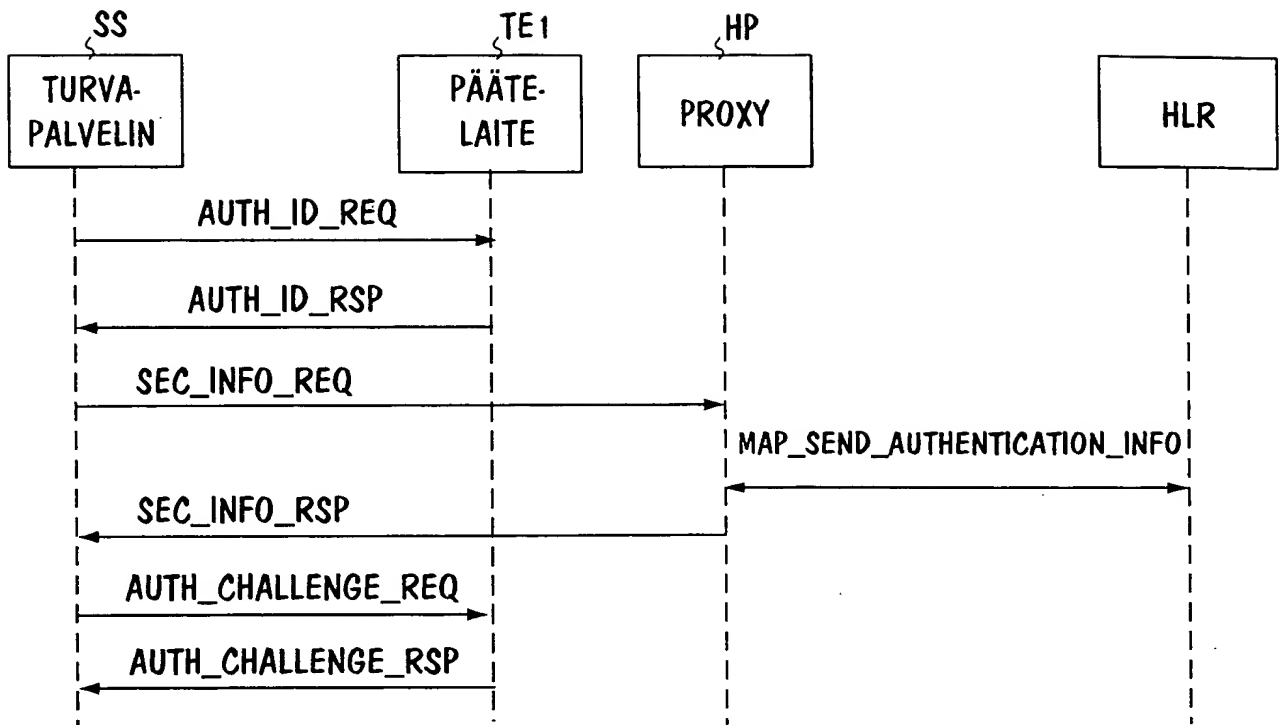 SS
TE1
HP
TURVA-
PALVELIN
PÄÄTE-
LAITE
PROXY
HLR
AUTH_ID_REQ
AUTH_ID_RSP
SEC_INFO_REQ
MAP_SEND_AUTHENTICATION_INFO
SEC_INFO_RSP
AUTH_CHALLENGE_REQ
AUTH_CHALLENGE_RSP